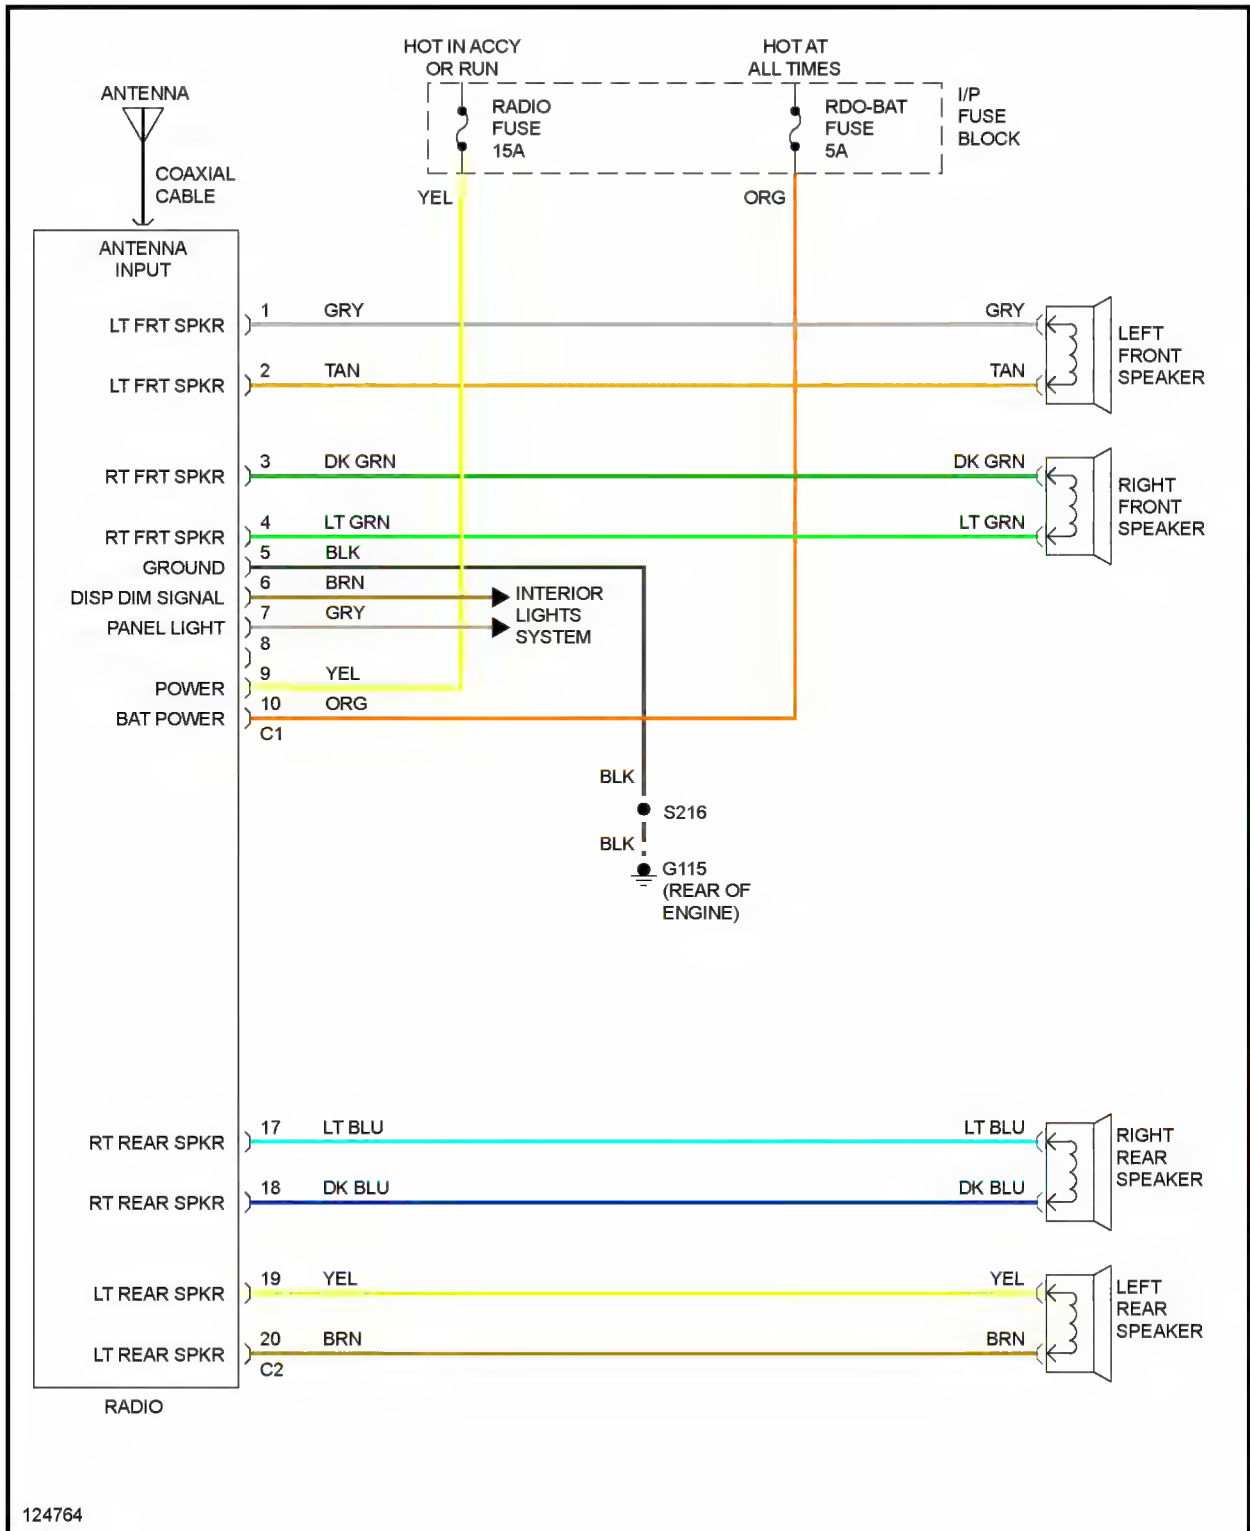 HOT IN ACCY
OR RUN
HOT AT
ALL TIMES
ANTENNA
RADIO
FUSE
15A
RDO-BAT
FUSE
5A
I/P
FUSE
BLOCK
COAXIAL
CABLE
YEL
ORG
ANTENNA
INPUT
LT FRT SPKR
1
GRY
GRY
LEFT
FRONT
SPEAKER
LT FRT SPKR
2
TAN
TAN
RT FRT SPKR
3
DK GRN
DK GRN
RIGHT
FRONT
SPEAKER
RT FRT SPKR
4
LT GRN
LT GRN
GROUND
5
BLK
DISP DIM SIGNAL
6
BRN
INTERIOR
LIGHTS
SYSTEM
PANEL LIGHT
7
GRY
8
POWER
9
YEL
BAT POWER
10
ORG
C1
BLK
S216
BLK
G115
(REAR OF
ENGINE)
RT REAR SPKR
17
LT BLU
LT BLU
RIGHT
REAR
SPEAKER
RT REAR SPKR
18
DK BLU
DK BLU
LT REAR SPKR
19
YEL
YEL
LEFT
REAR
SPEAKER
LT REAR SPKR
20
BRN
BRN
C2
RADIO
124764